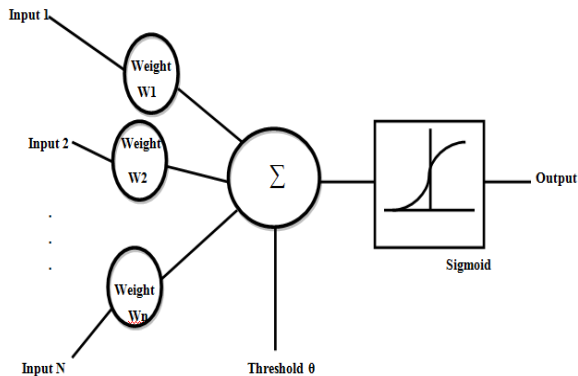 Input 1
Weight
W1
Input 2
Weight
W2
Σ
Output
Sigmoid
.
.
.
Weight
Wn
Input N
Threshold θ